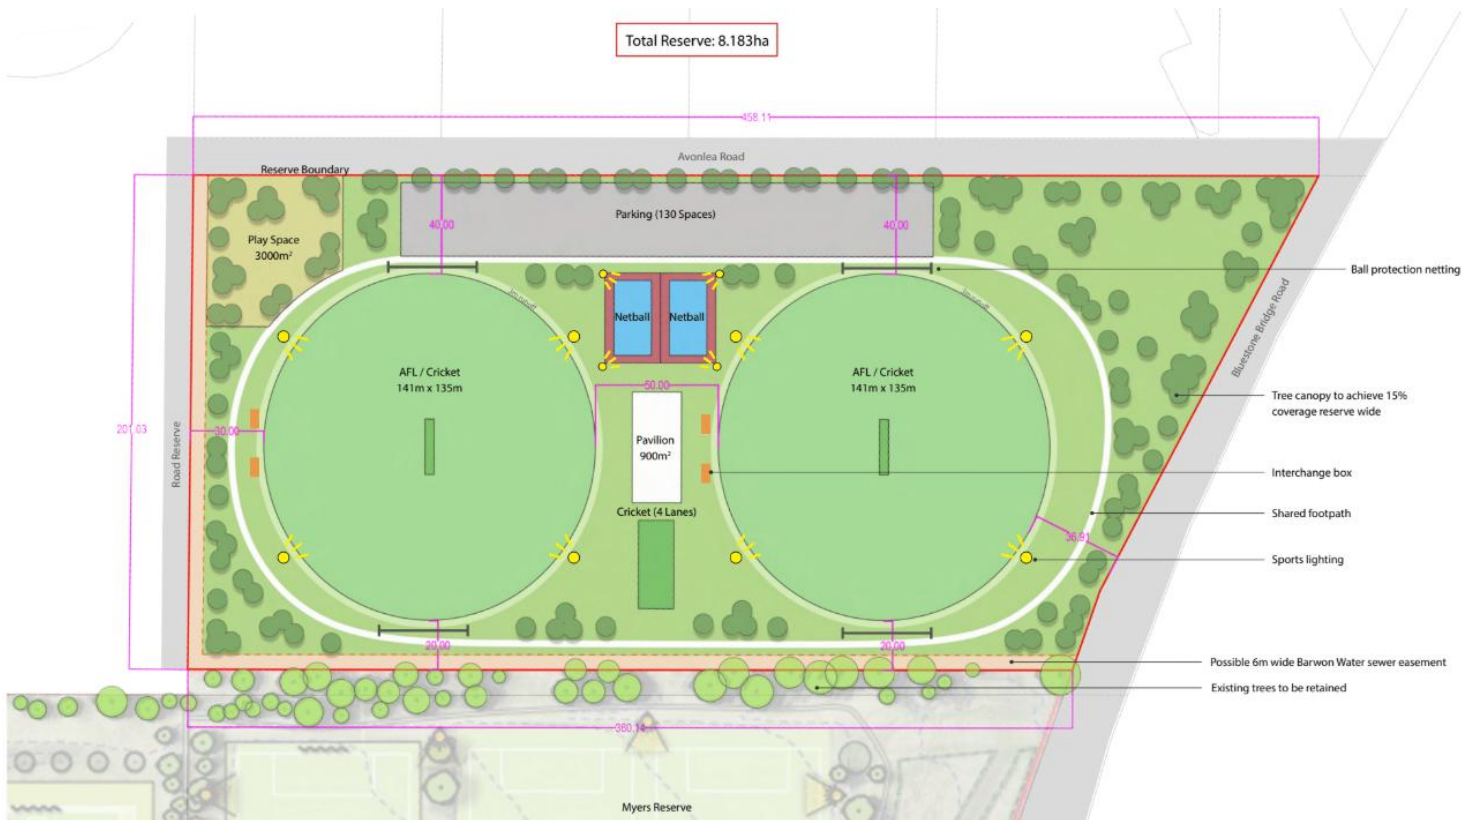 Total Reserve: 8.183ha
458.11
Avonlea Road
Reserve Boundary
Parking (130 Spaces)
40.00
40.00
Play Space
3000m²
Ball protection netting
Netball
Netball
Bluestone Bridge Road
AFL / Cricket
141m x 135m
AFL / Cricket
141m x 135m
50.00
Tree canopy to achieve 15%
coverage reserve wide
201.03
30.00
Road Reserve
Pavilion
900m²
Interchange box
Cricket (4 Lanes)
Shared footpath
36.91
Sports lighting
20.00
20.00
Possible 6m wide Barwon Water sewer easement
Existing trees to be retained
360.14
Myers Reserve